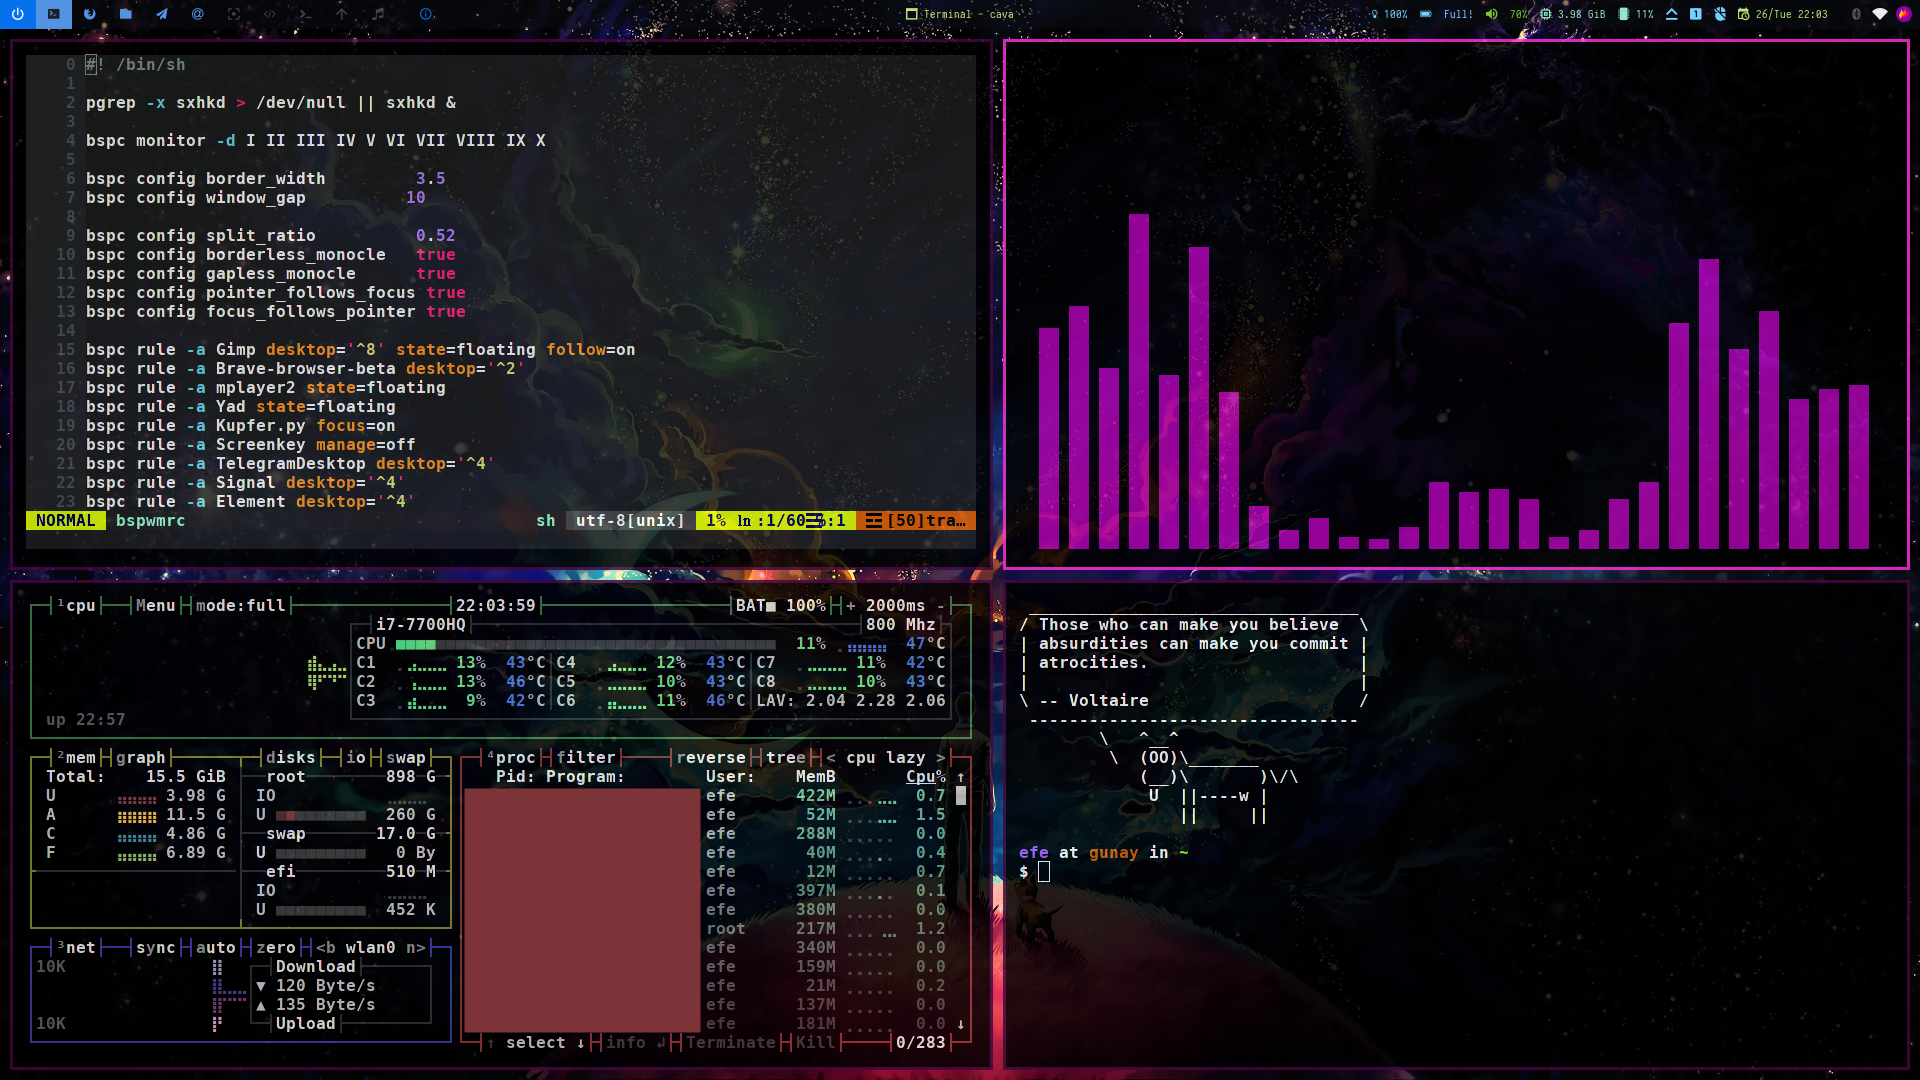 Terminal - cava
100% Full! 70% 3.98 GiB 11% 1 26/Tue 22:03
0 #! /bin/sh
1
2 pgrep -x sxhkd > /dev/null || sxhkd &
3
4 bspc monitor -d I II III IV V VI VII VIII IX X
5
6 bspc config border_width 3.5
7 bspc config window_gap 10
8
9 bspc config split_ratio 0.52
10 bspc config borderless_monocle true
11 bspc config gapless_monocle true
12 bspc config pointer_follows_focus true
13 bspc config focus_follows_pointer true
14
15 bspc rule -a Gimp desktop='^8' state=floating follow=on
16 bspc rule -a Brave-browser-beta desktop='^2'
17 bspc rule -a mplayer2 state=floating
18 bspc rule -a Yad state=floating
19 bspc rule -a Kupfer.py focus=on
20 bspc rule -a Screenkey manage=off
21 bspc rule -a TelegramDesktop desktop='^4'
22 bspc rule -a Signal desktop='^4'
23 bspc rule -a Element desktop='^4'
NORMAL bspwmrc sh utf-8[unix] 1% ln :1/60 :1 [50]tra…
¹cpu Menu mode:full 22:03:59 BAT■ 100% + 2000ms -
i7-7700HQ 800 Mhz
CPU 11% 47°C
C1 13% 43°C C4 12% 43°C C7 11% 42°C
C2 13% 46°C C5 10% 43°C C8 10% 43°C
C3 9% 42°C C6 11% 46°C LAV: 2.04 2.28 2.06
up 22:57
²mem graph disks io swap
Total: 15.5 GiB root 898 G
U 3.98 G IO
A 11.5 G U 260 G
C 4.86 G swap 17.0 G
F 6.89 G U 0 By
efi 510 M
IO
U 452 K
³net sync auto zero <b wlan0 n>
10K Download
▼ 120 Byte/s
▲ 135 Byte/s
10K Upload
⁴proc filter reverse tree < cpu lazy >
Pid: Program: User: MemB Cpu% ↑
efe 422M 0.7
efe 52M 1.5
efe 288M 0.0
efe 40M 0.4
efe 12M 0.7
efe 397M 0.1
efe 380M 0.0
root 217M 1.2
efe 340M 0.0
efe 159M 0.0
efe 21M 0.2
efe 137M 0.0
efe 181M 0.0 ↓
↑ select ↓ info ↲ Terminate Kill 0/283
_________________________________
/ Those who can make you believe \
| absurdities can make you commit |
| atrocities. |
| |
\ -- Voltaire /
---------------------------------
\ ^__^
\ (OO)\_______
(__)\ )\/\
U ||----w |
|| ||
efe at gunay in ~
$